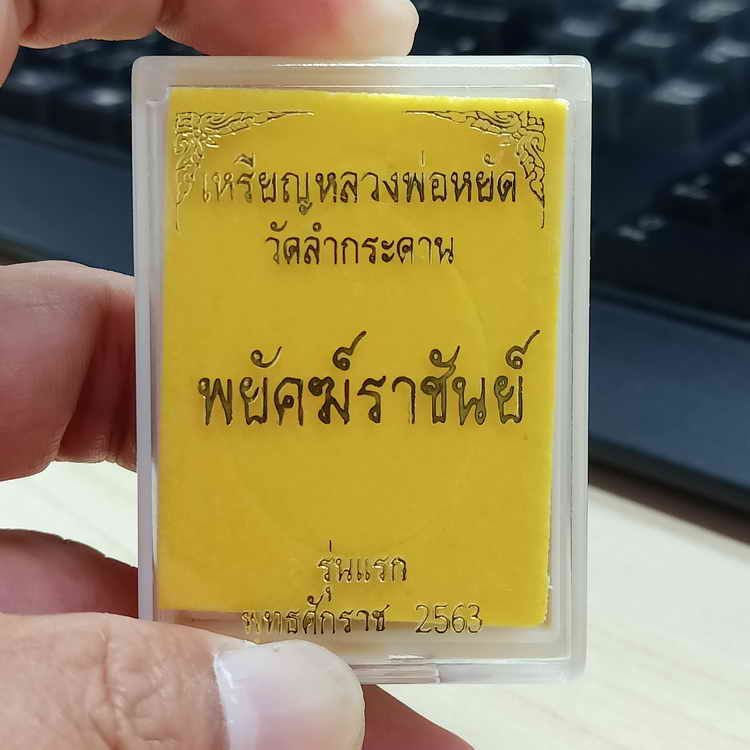 เหรียญหลวงพ่อหยัด
วัดลำกระดาน
พยัคฆ์ราชันย์
รุ่นแรก
พุทธศักราช 2563